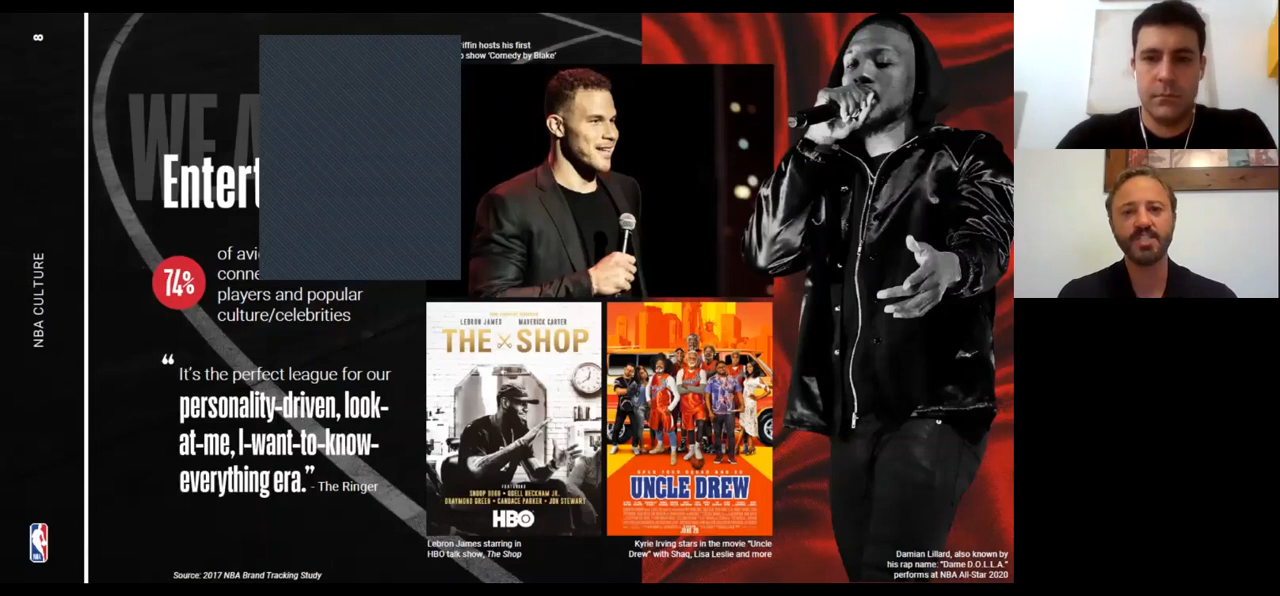 8
NBA CULTURE
iffin hosts his first
show 'Comedy by Blake'
WE A
Entert
74%
of avi
conne
players and popular
culture/celebrities
“
It's the perfect league for our
personality-driven, look-
at-me, I-want-to-know-
everything era.” - The Ringer
LEBRON JAMES MAVERICK CARTER
THE SHOP
FEATURING
SNOOP DOGG • ODELL BECKHAM JR.
DRAYMOND GREEN • CANDACE PARKER • JON STEWART
HBO
UNCLE DREW
Lebron James starring in
HBO talk show, The Shop
Kyrie Irving stars in the movie "Uncle
Drew" with Shaq, Lisa Leslie and more
Damian Lillard, also known by
his rap name: "Dame D.O.L.L.A."
performs at NBA All-Star 2020
NBA
Source: 2017 NBA Brand Tracking Study